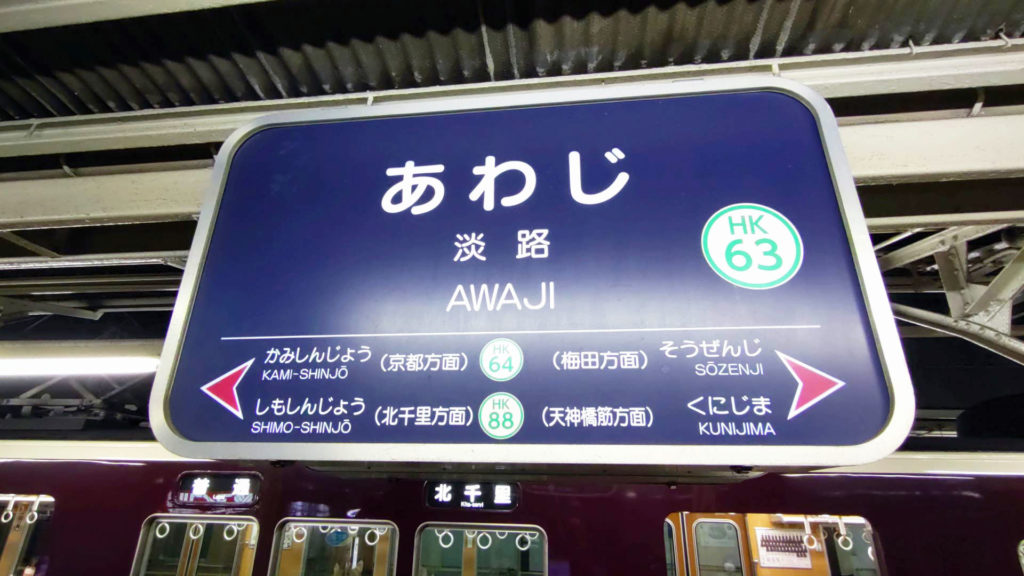 あわじ
淡路
AWAJI
HK
63
かみしんじょう (京都方面) HK 64 (梅田方面) そうぜんじ
KAMI-SHINJŌ SŌZENJI
しもしんじょう (北千里方面) HK 88 (天神橋筋方面) くにじま
SHIMO-SHINJŌ KUNIJIMA
普通 北千里